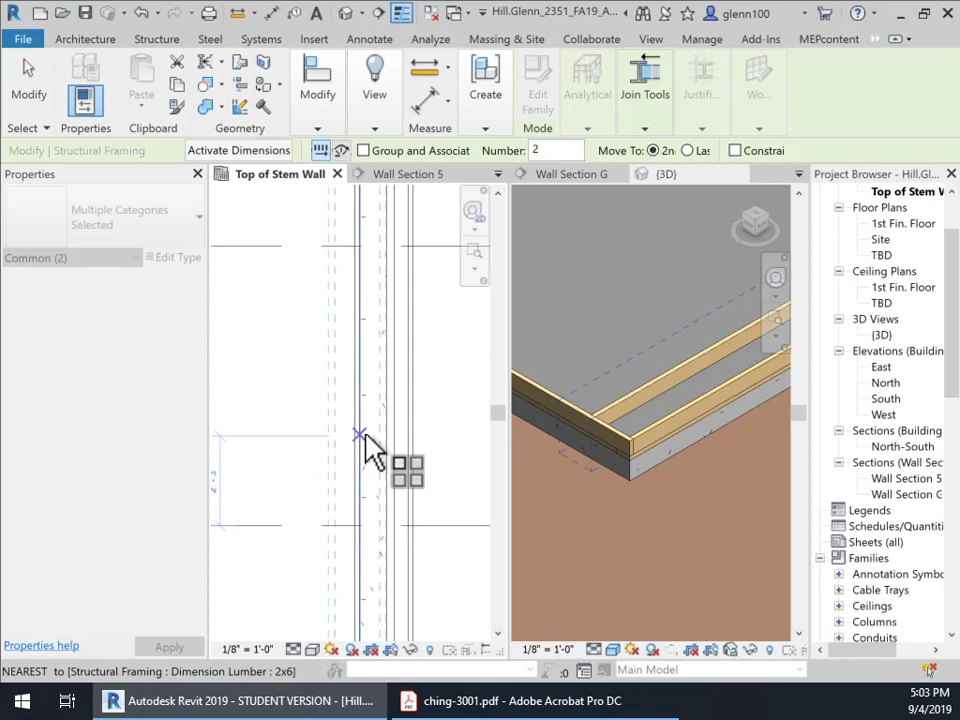 Hill.Glenn_2351_FA19_A...
glenn100
File
Architecture
Structure
Steel
Systems
Insert
Annotate
Analyze
Massing & Site
Collaborate
View
Manage
Add-Ins
MEPcontent
Modify
Paste
Modify
View
Create
Edit
Family
Analytical
Join Tools
Justifi...
Wo...
Select
Properties
Clipboard
Geometry
Measure
Mode
Modify | Structural Framing
Activate Dimensions
Group and Associat
Number:
2
Move To:
2n
Las
Constrai
Properties
Top of Stem Wall
Wall Section 5
Wall Section G
{3D}
Project Browser - Hill.Gl...
Multiple Categories
Selected
Common (2)
Edit Type
Top of Stem W
Floor Plans
1st Fin. Floor
Site
TBD
Ceiling Plans
1st Fin. Floor
TBD
3D Views
{3D}
Elevations (Building
East
North
South
West
Sections (Building
North-South
Sections (Wall Sec
Wall Section 5
Wall Section G
Legends
Schedules/Quantiti
Sheets (all)
Families
Annotation Symbo
Cable Trays
Ceilings
Columns
Conduits
Properties help
Apply
1/8" = 1'-0"
1/8" = 1'-0"
NEAREST to [Structural Framing : Dimension Lumber : 2x6]
:0
Main Model
Autodesk Revit 2019 - STUDENT VERSION - [Hill....
ching-3001.pdf - Adobe Acrobat Pro DC
5:03 PM
9/4/2019